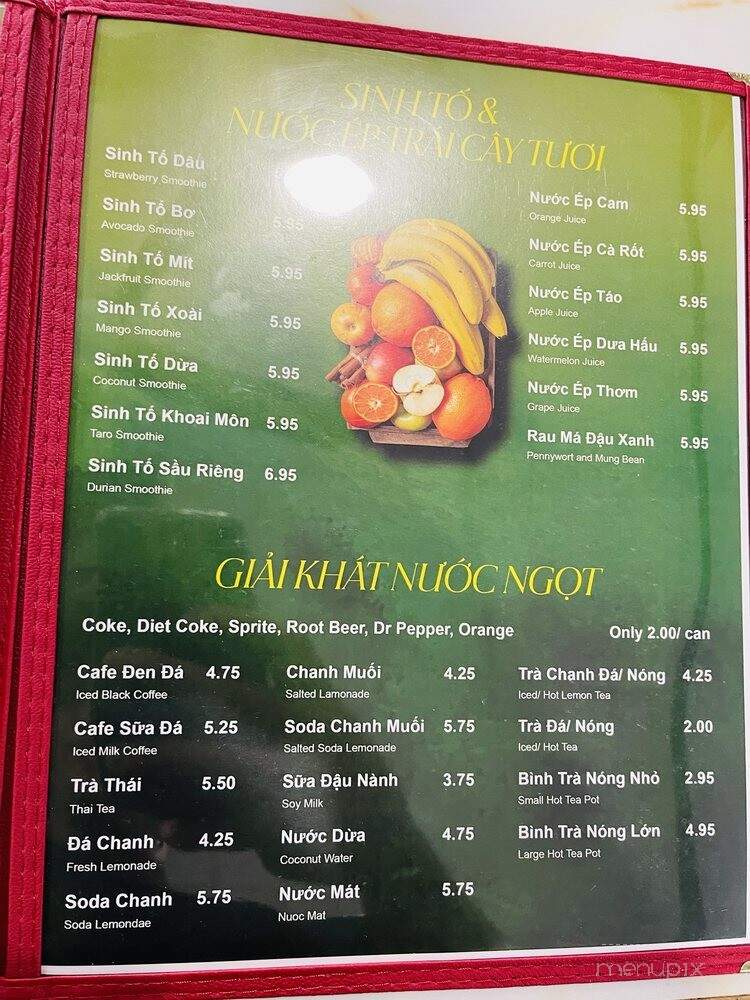 SINH TỐ &
NƯỚC ÉP TRÁI CÂY TƯƠI
Sinh Tố Dâu
Strawberry Smoothie
Sinh Tố Bơ 5.95
Avocado Smoothie
Sinh Tố Mít 5.95
Jackfruit Smoothie
Sinh Tố Xoài 5.95
Mango Smoothie
Sinh Tố Dừa 5.95
Coconut Smoothie
Sinh Tố Khoai Môn 5.95
Taro Smoothie
Sinh Tố Sầu Riêng 6.95
Durian Smoothie
Nước Ép Cam 5.95
Orange Juice
Nước Ép Cà Rốt 5.95
Carrot Juice
Nước Ép Táo 5.95
Apple Juice
Nước Ép Dưa Hấu 5.95
Watermelon Juice
Nước Ép Thơm 5.95
Grape Juice
Rau Má Đậu Xanh 5.95
Pennywort and Mung Bean
GIẢI KHÁT NƯỚC NGỌT
Coke, Diet Coke, Sprite, Root Beer, Dr Pepper, Orange Only 2.00/ can
Cafe Đen Đá 4.75
Iced Black Coffee
Cafe Sữa Đá 5.25
Iced Milk Coffee
Trà Thái 5.50
Thai Tea
Đá Chanh 4.25
Fresh Lemonade
Soda Chanh 5.75
Soda Lemondae
Chanh Muối 4.25
Salted Lamonade
Soda Chanh Muối 5.75
Salted Soda Lemonade
Sữa Đậu Nành 3.75
Soy Milk
Nước Dừa 4.75
Coconut Water
Nước Mát 5.75
Nuoc Mat
Trà Chạnh Đá/ Nóng 4.25
Iced/ Hot Lemon Tea
Trà Đá/ Nóng 2.00
Iced/ Hot Tea
Bình Trà Nóng Nhỏ 2.95
Small Hot Tea Pot
Bình Trà Nóng Lớn 4.95
Large Hot Tea Pot
menupix